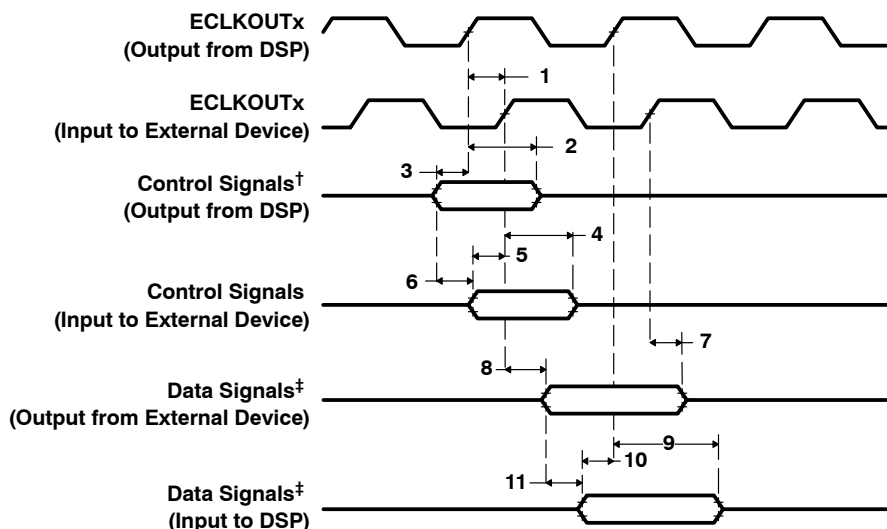 ECLKOUTx
(Output from DSP)
1
ECLKOUTx
(Input to External Device)
2
3
Control Signals†
(Output from DSP)
4
5
6
Control Signals
(Input to External Device)
7
8
Data Signals‡
(Output from External Device)
9
10
11
Data Signals‡
(Input to DSP)